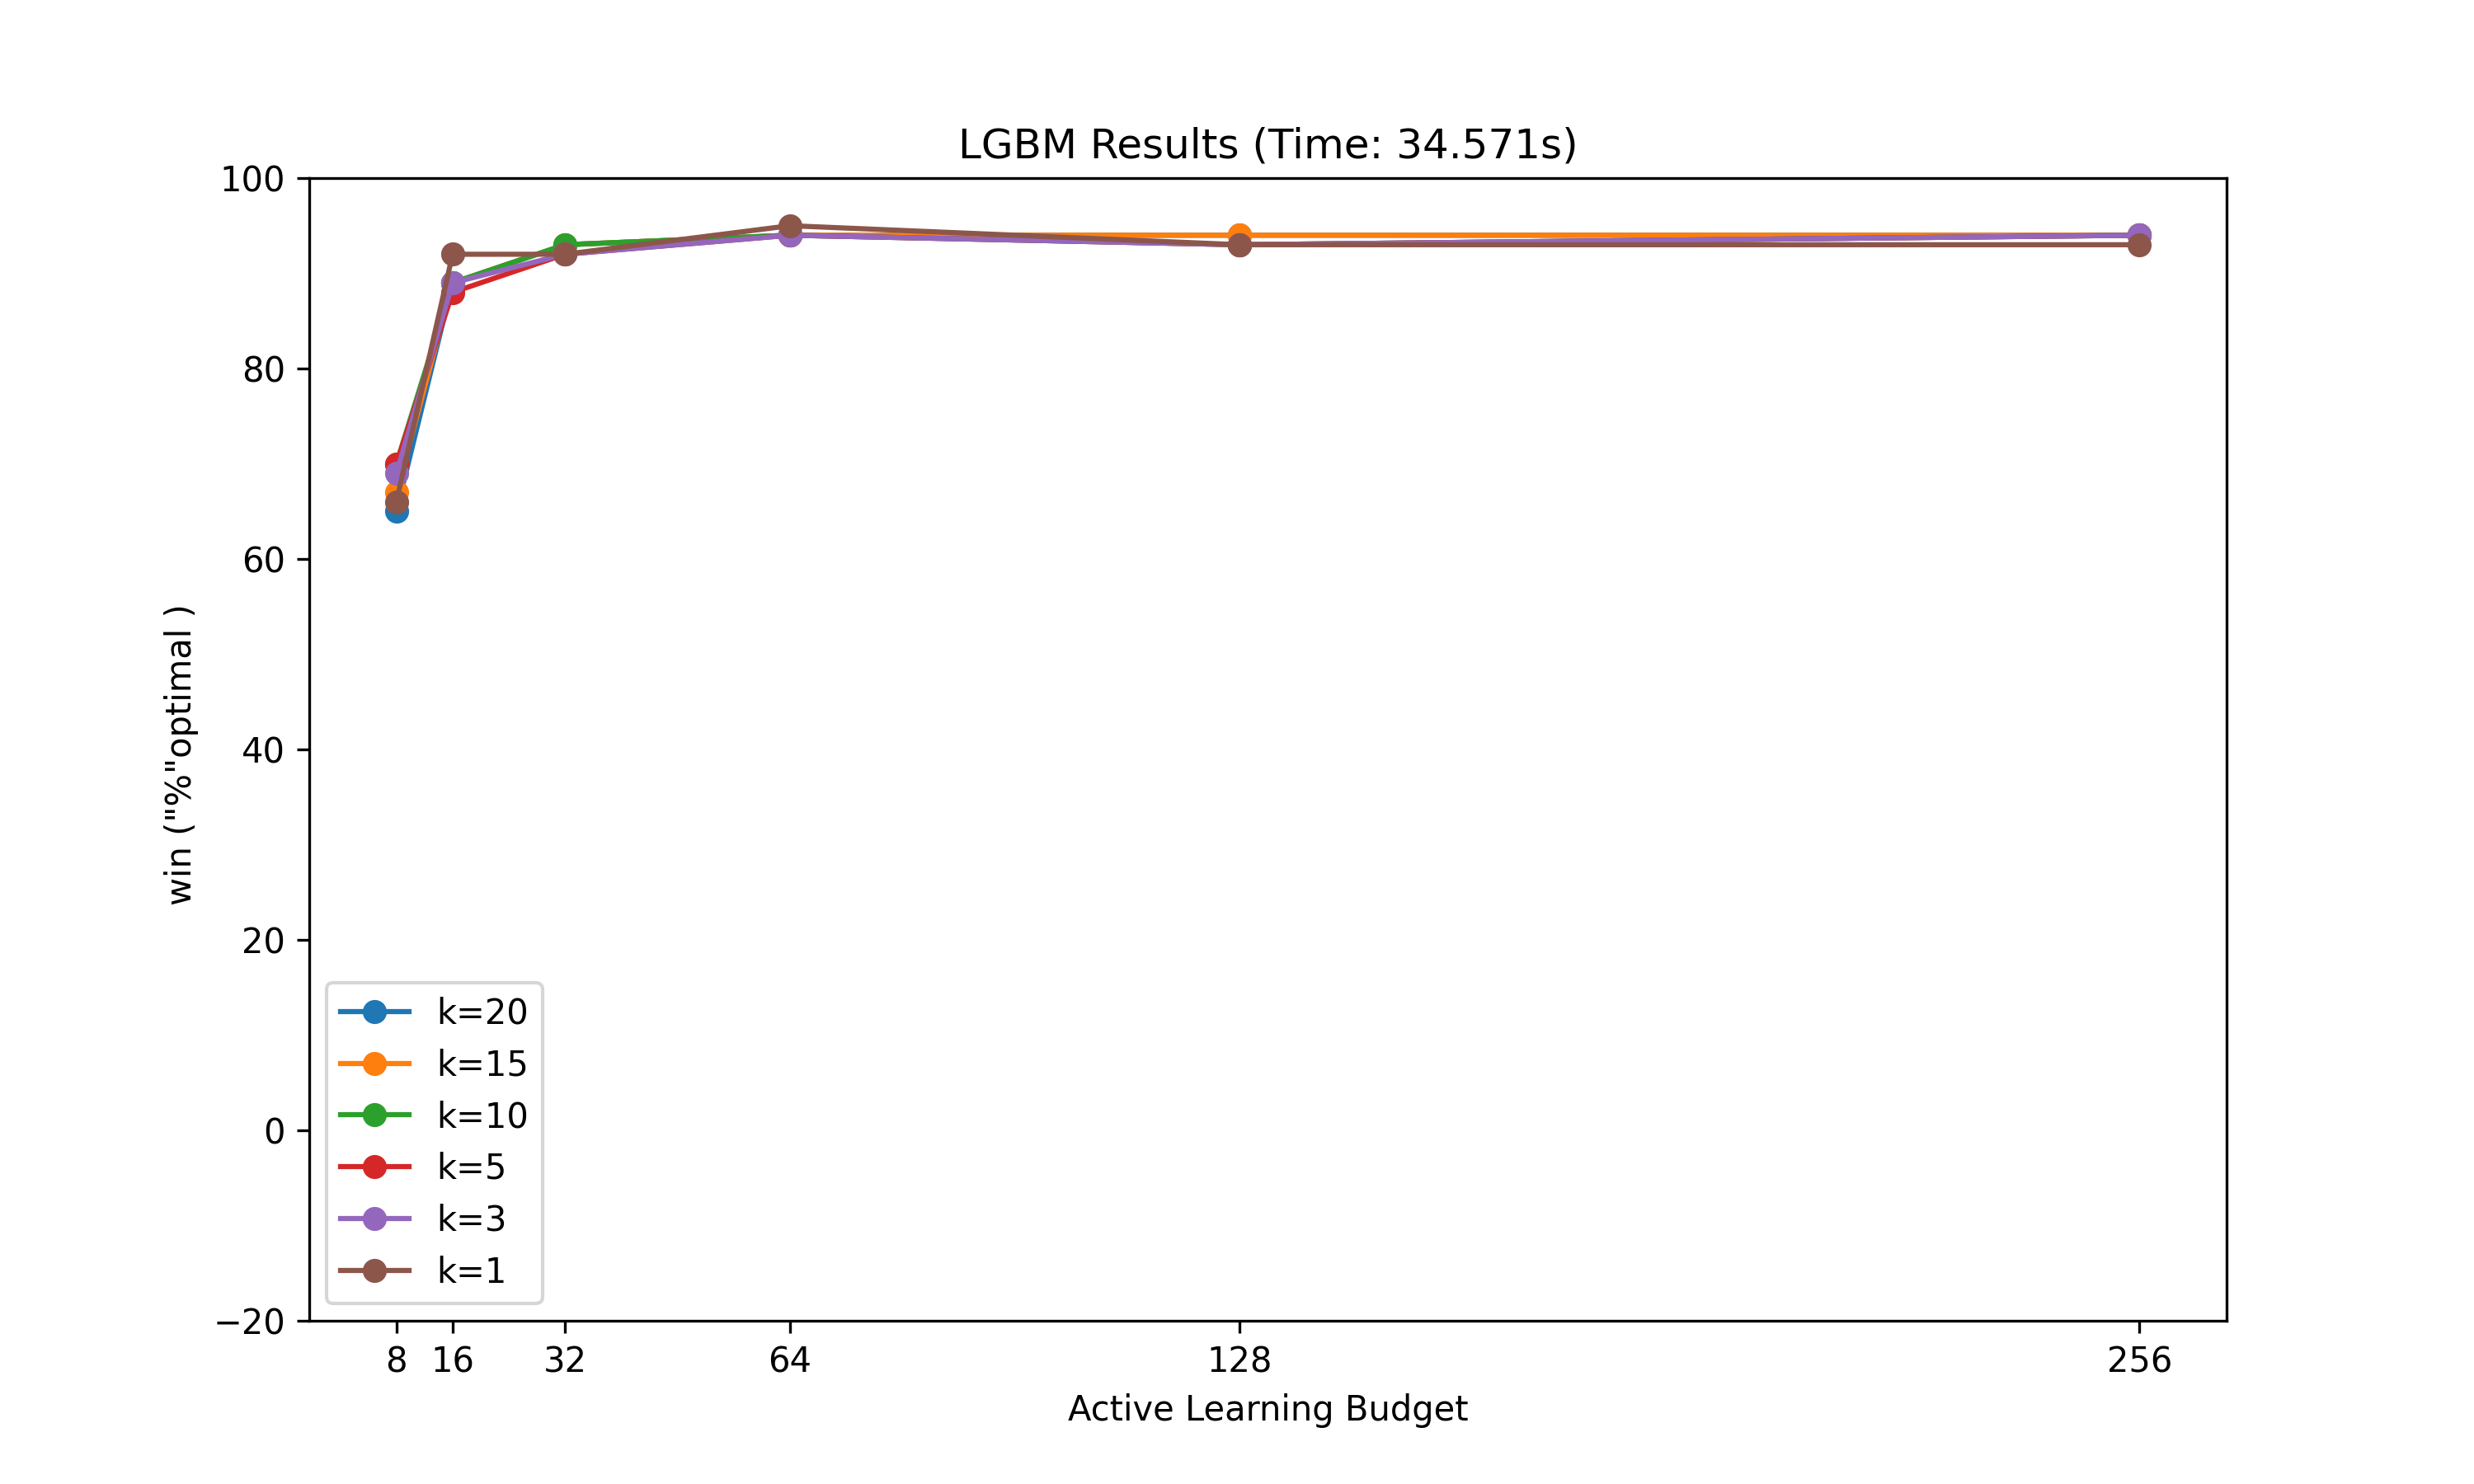 LGBM Results (Time: 34.571s)
100
80
60
40
20
0
−20
win ("%"optimal )
k=20
k=15
k=10
k=5
k=3
k=1
8 16 32 64 128 256
Active Learning Budget